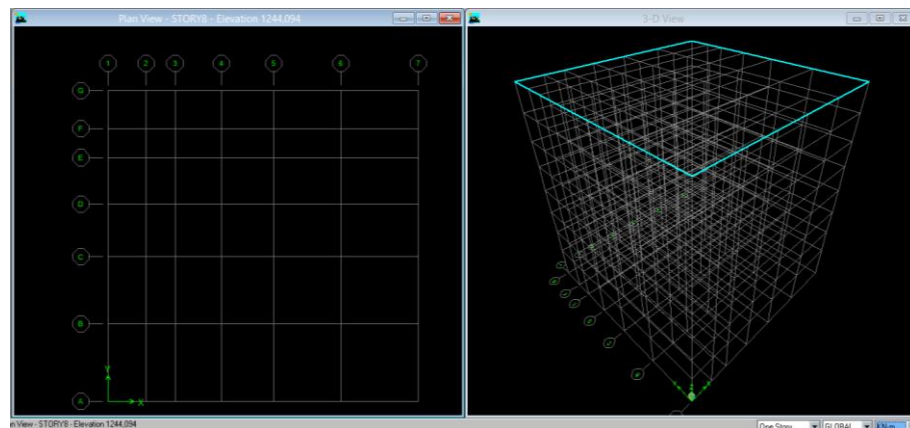 Plan View - STORY8 - Elevation 1244,094
3-D View
1 2 3 4 5 6 7
G
F
E
D
C
B
Y
A
X
n View - STORY8 - Elevation 1244,094
One Story
GLOBAL
KN-m